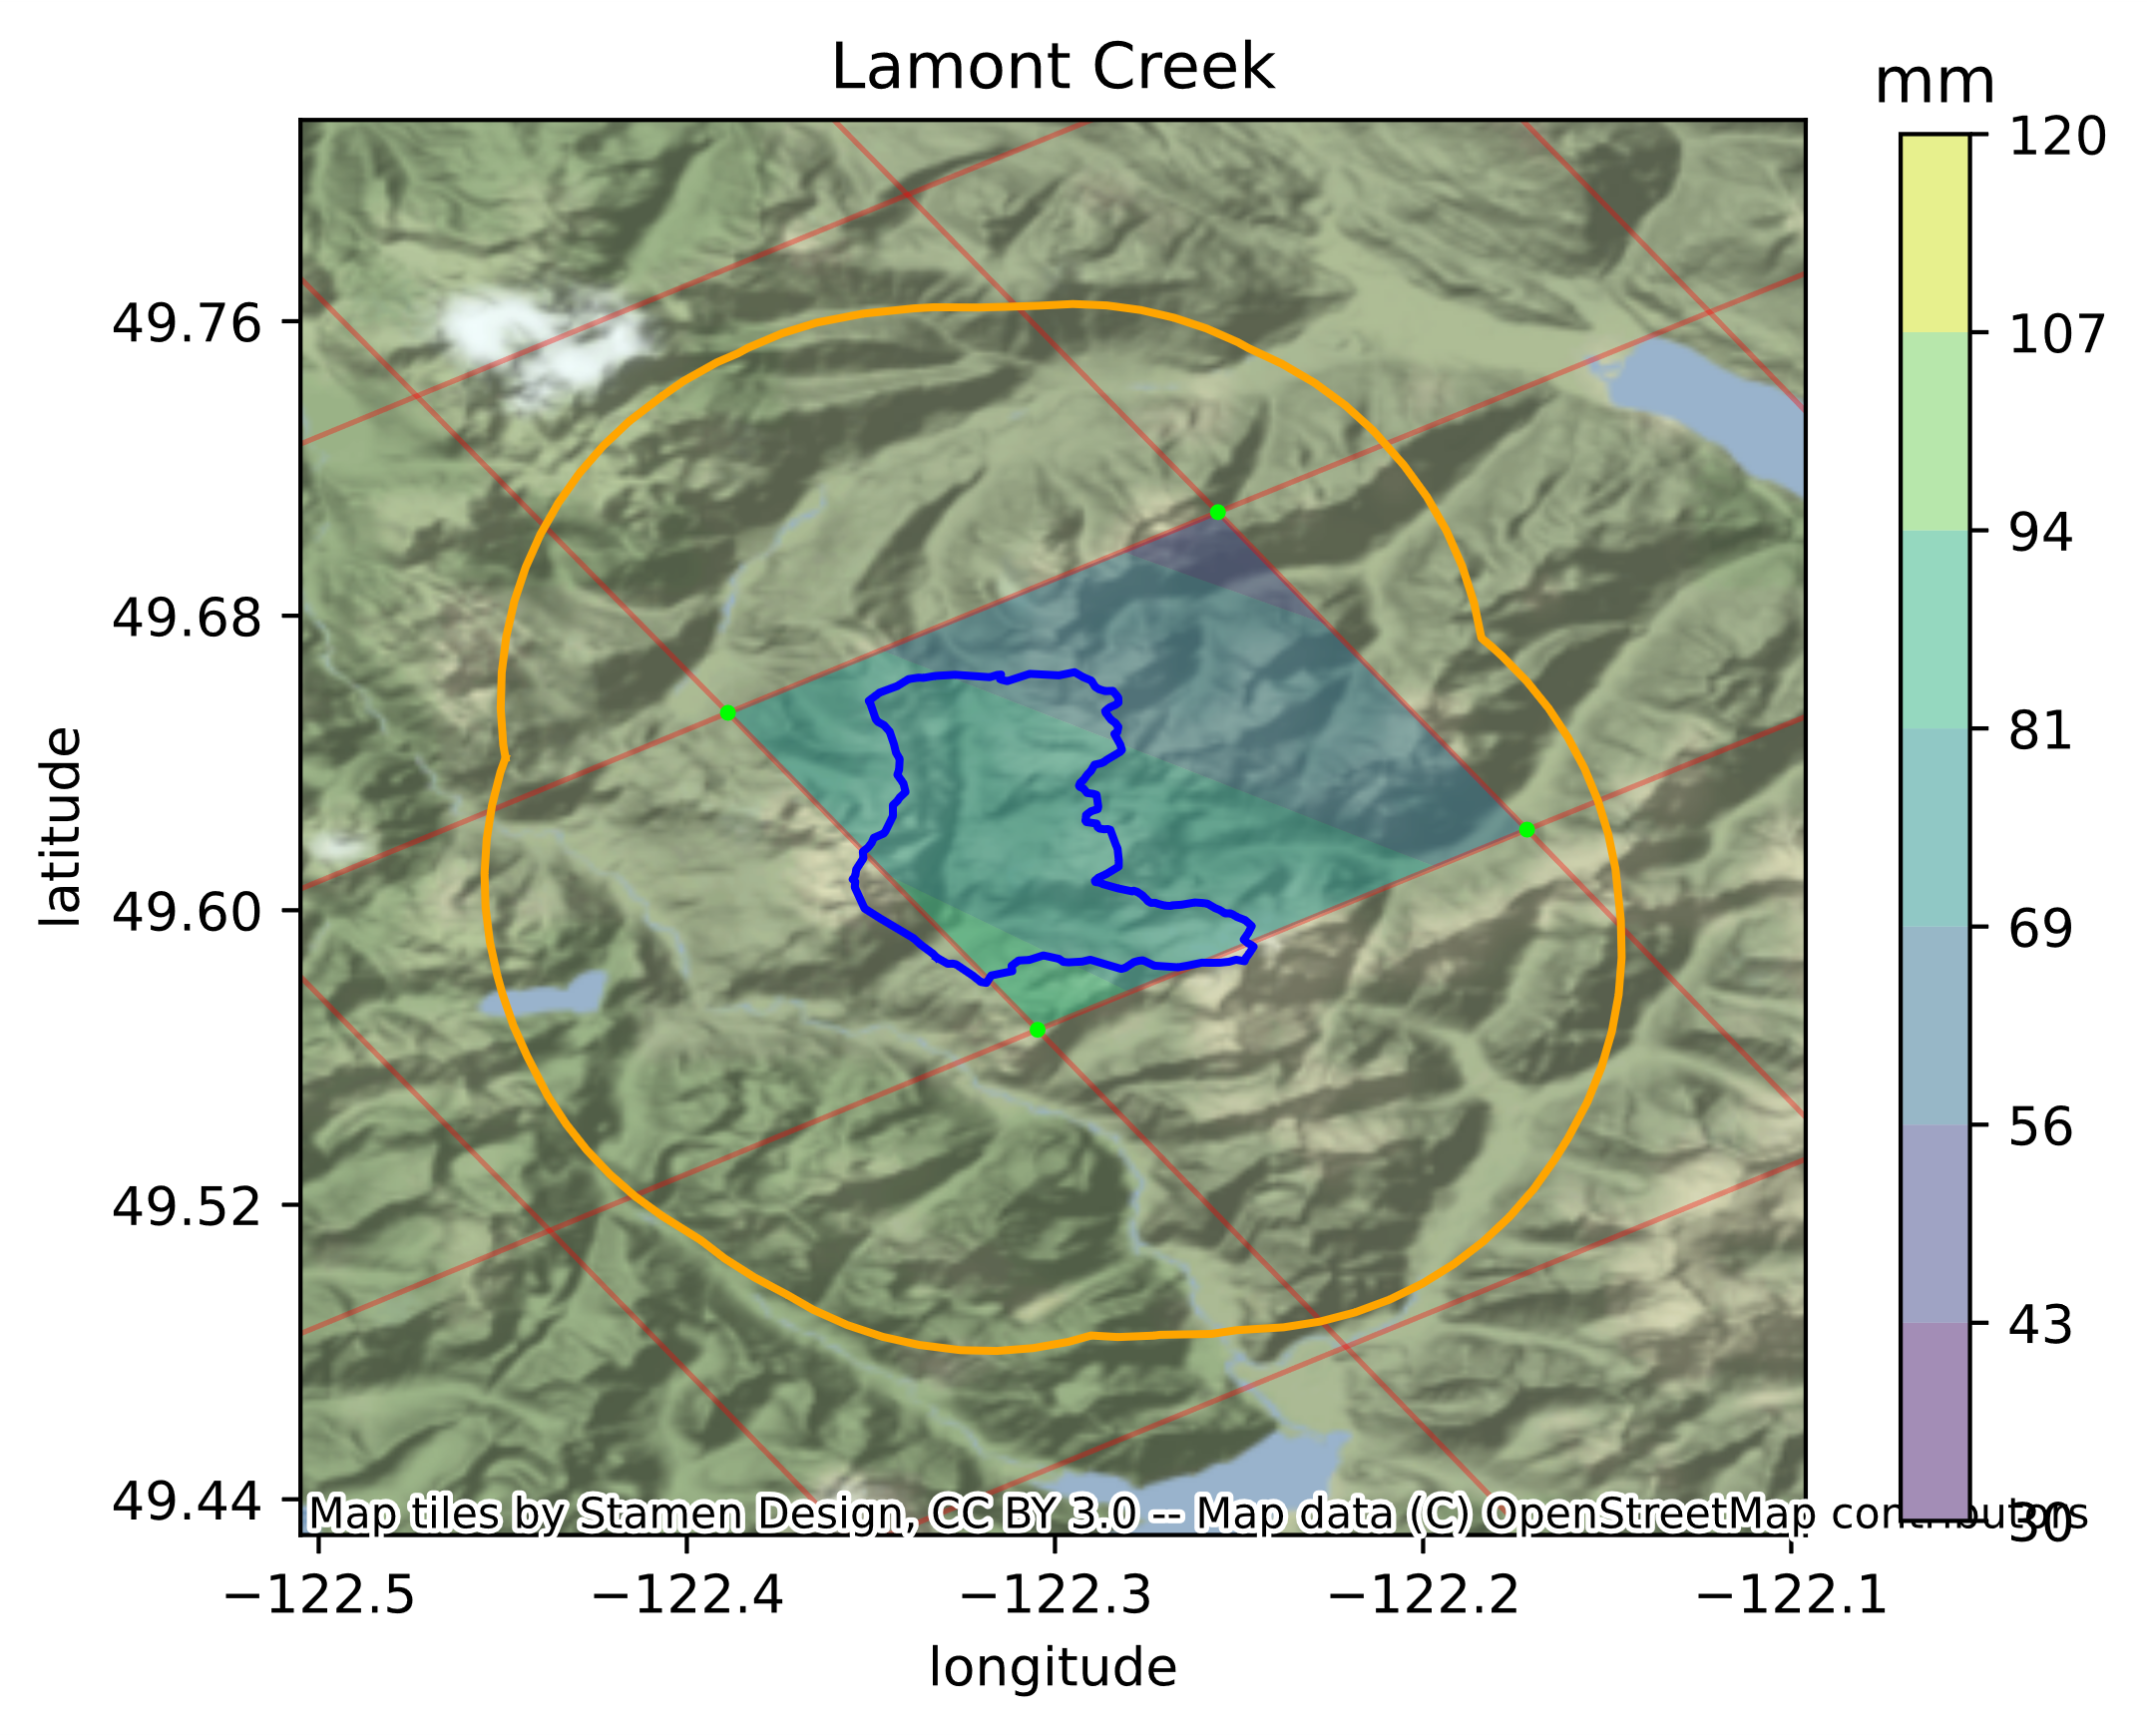 Lamont Creek
mm
120
107
94
81
69
56
43
30
49.76
49.68
49.60
49.52
49.44
latitude
Map tiles by Stamen Design, CC BY 3.0 -- Map data (C) OpenStreetMap contributors
−122.5 −122.4 −122.3 −122.2 −122.1
longitude